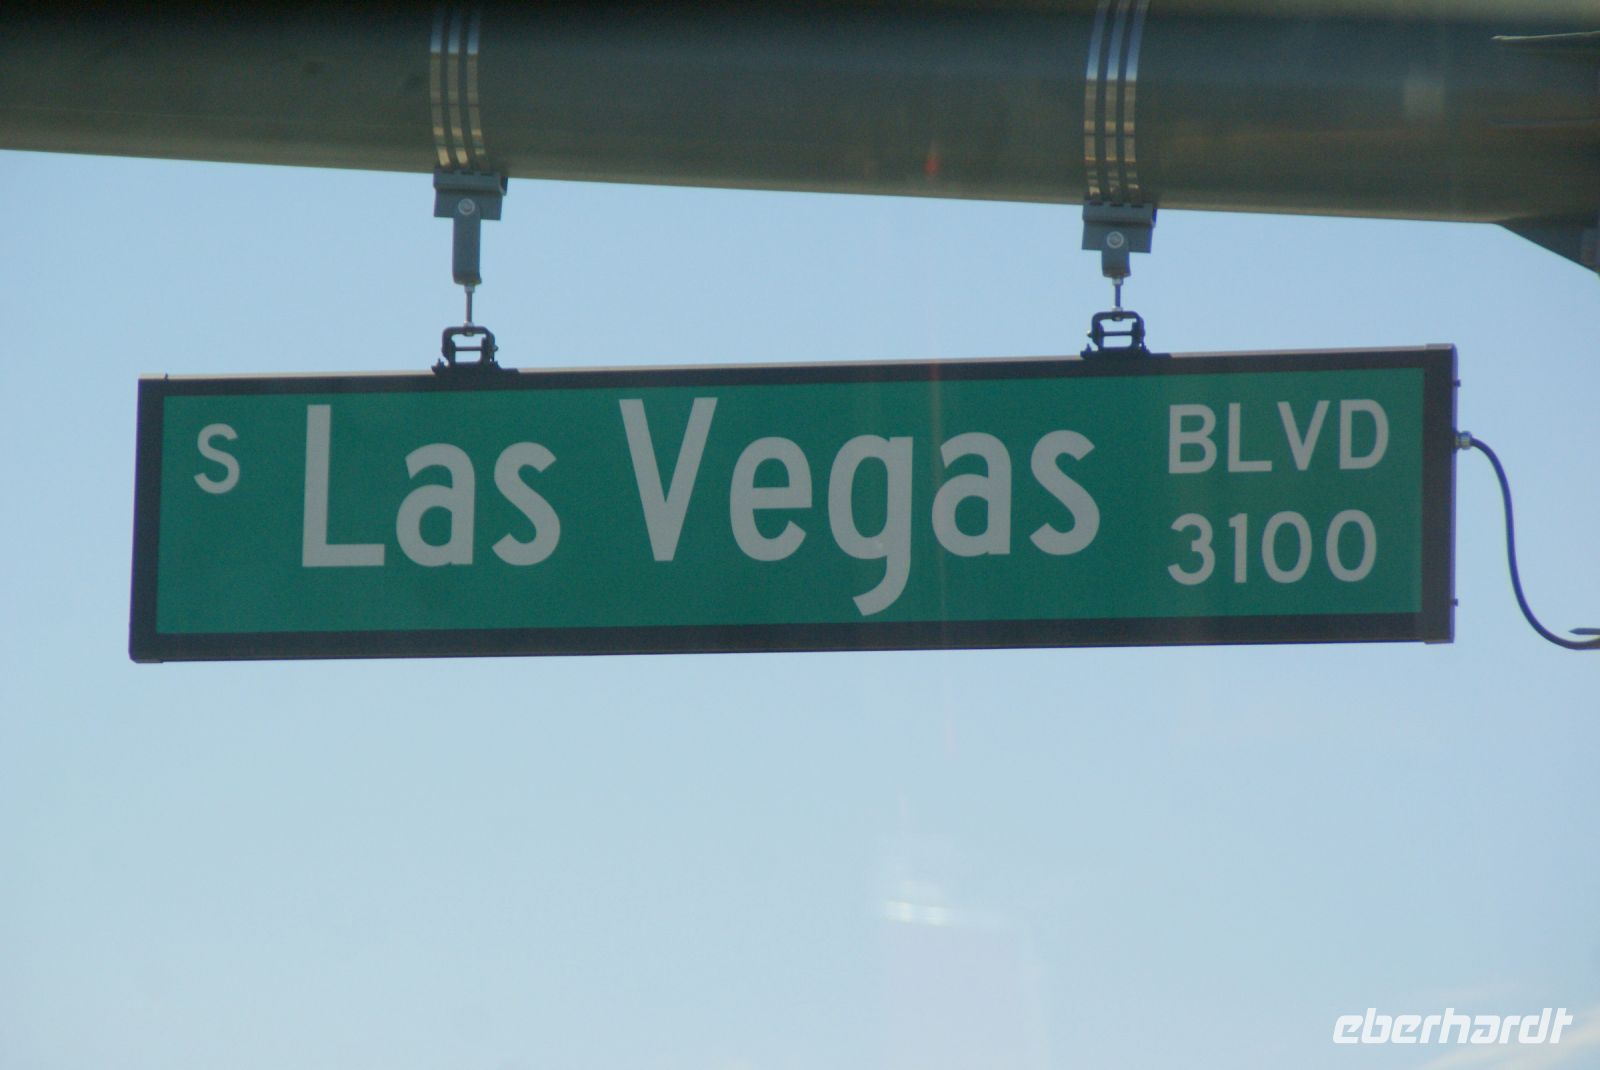 S Las Vegas BLVD
3100
eberhardt